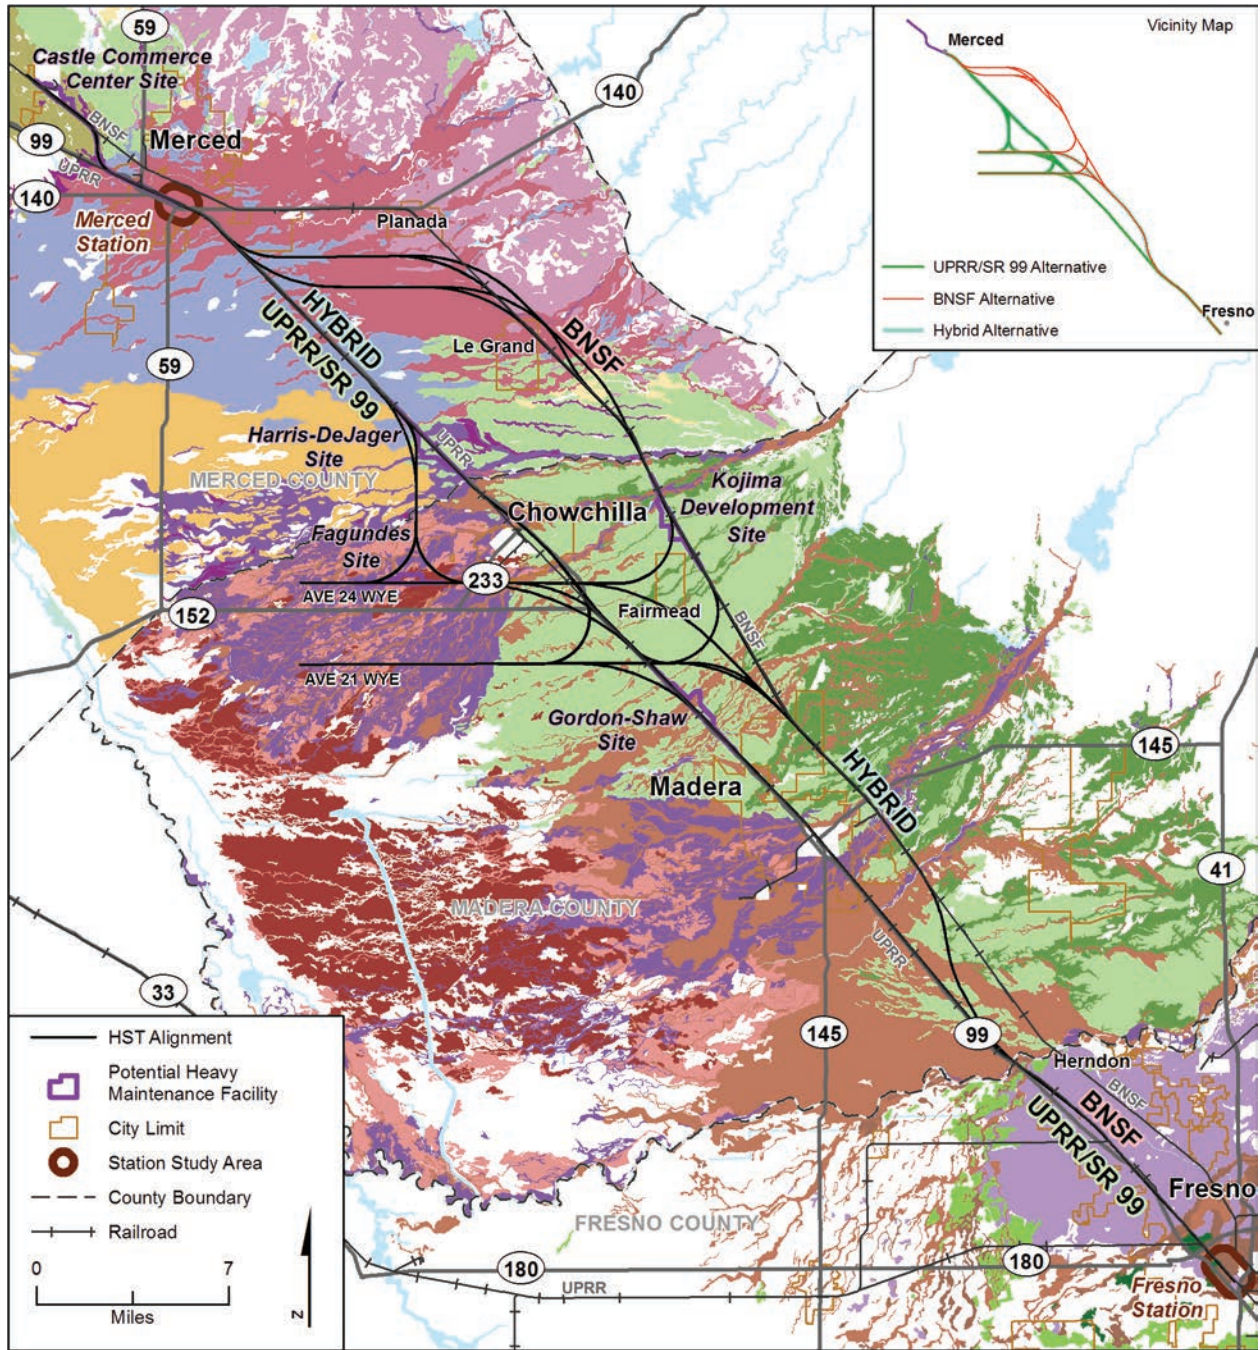 59
Castle Commerce
Center Site
140
BNSF
Merced
99
UPRR
140
Merced
Station
Planada
HYBRID
UPRR/SR 99
BNSF
Le Grand
59
Harris-DeJager
Site
UPRR
MERCED COUNTY
Kojima
Development
Site
Chowchilla
Fagundes
Site
233
AVE 24 WYE
152
Fairmead
BNSF
AVE 21 WYE
Gordon-Shaw
Site
145
HYBRID
Madera
41
MADERA COUNTY
UPRR
33
145
99
Herndon
BNSF
BNSF
UPRR/SR 99
Fresno
FRESNO COUNTY
180
180
UPRR
Fresno
Station
Vicinity Map
Merced
UPRR/SR 99 Alternative
BNSF Alternative
Hybrid Alternative
Fresno
HST Alignment
Potential Heavy
Maintenance Facility
City Limit
Station Study Area
County Boundary
Railroad
0 7
Miles
N